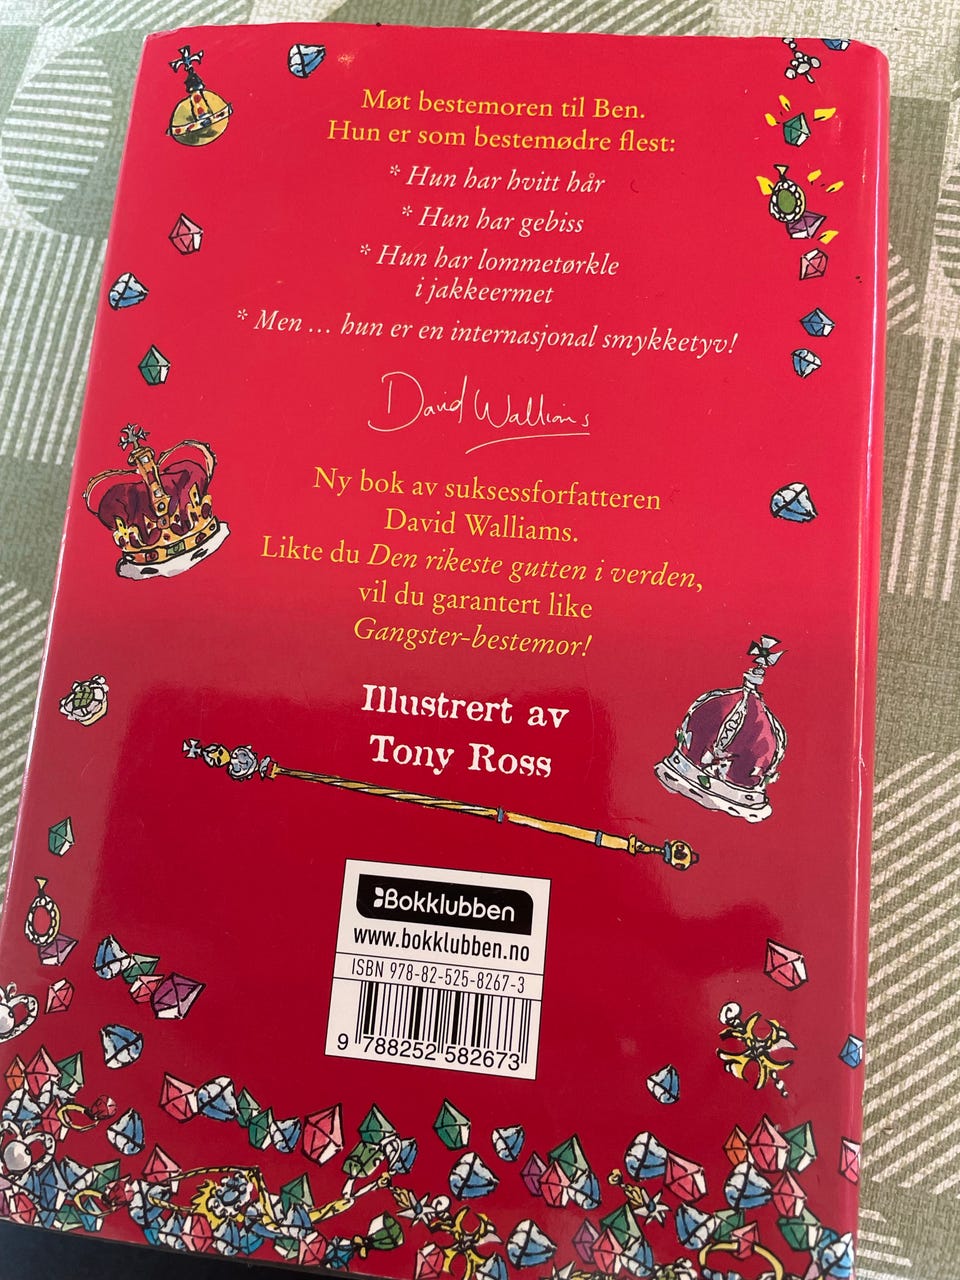 Møt bestemoren til Ben.
Hun er som bestemødre flest:
* Hun har hvitt hår
* Hun har gebiss
* Hun har lommetørkle
i jakkeermet
* Men ... hun er en internasjonal smykketyv!
David Walliams
Ny bok av suksessforfatteren
David Walliams.
Likte du Den rikeste gutten i verden,
vil du garantert like
Gangster-bestemor!
Illustrert av
Tony Ross
Bokklubben
www.bokklubben.no
ISBN 978-82-525-8267-3
9 788252 582673